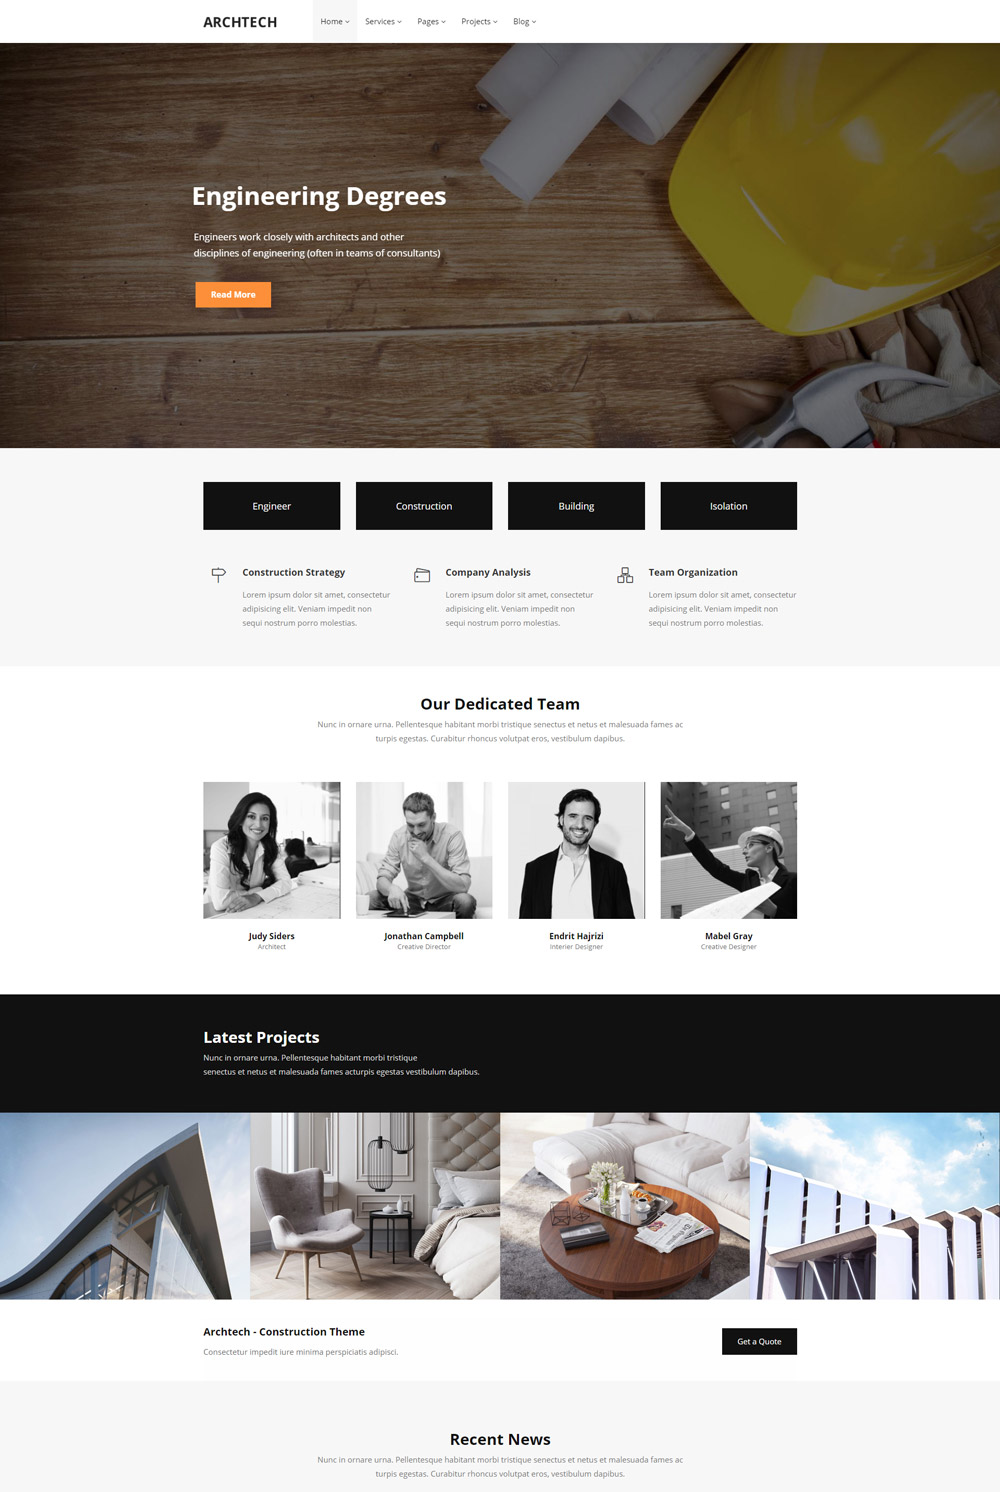 ARCHTECH
Home Services Pages Projects Blog
Engineering Degrees
Engineers work closely with architects and other
disciplines of engineering (often in teams of consultants)
Read More
Engineer
Construction
Building
Isolation
Construction Strategy
Lorem ipsum dolor sit amet, consectetur
adipisicing elit. Veniam impedit non
sequi nostrum porro molestias.
Company Analysis
Lorem ipsum dolor sit amet, consectetur
adipisicing elit. Veniam impedit non
sequi nostrum porro molestias.
Team Organization
Lorem ipsum dolor sit amet, consectetur
adipisicing elit. Veniam impedit non
sequi nostrum porro molestias.
Our Dedicated Team
Nunc in ornare urna. Pellentesque habitant morbi tristique senectus et netus et malesuada fames ac
turpis egestas. Curabitur rhoncus volutpat eros, vestibulum dapibus.
Judy Siders
Architect
Jonathan Campbell
Creative Director
Endrit Hajrizi
Interier Designer
Mabel Gray
Creative Designer
Latest Projects
Nunc in ornare urna. Pellentesque habitant morbi tristique
senectus et netus et malesuada fames acturpis egestas vestibulum dapibus.
Archtech - Construction Theme
Consectetur impedit iure minima perspiciatis adipisci.
Get a Quote
Recent News
Nunc in ornare urna. Pellentesque habitant morbi tristique senectus et netus et malesuada fames ac
turpis egestas. Curabitur rhoncus volutpat eros, vestibulum dapibus.